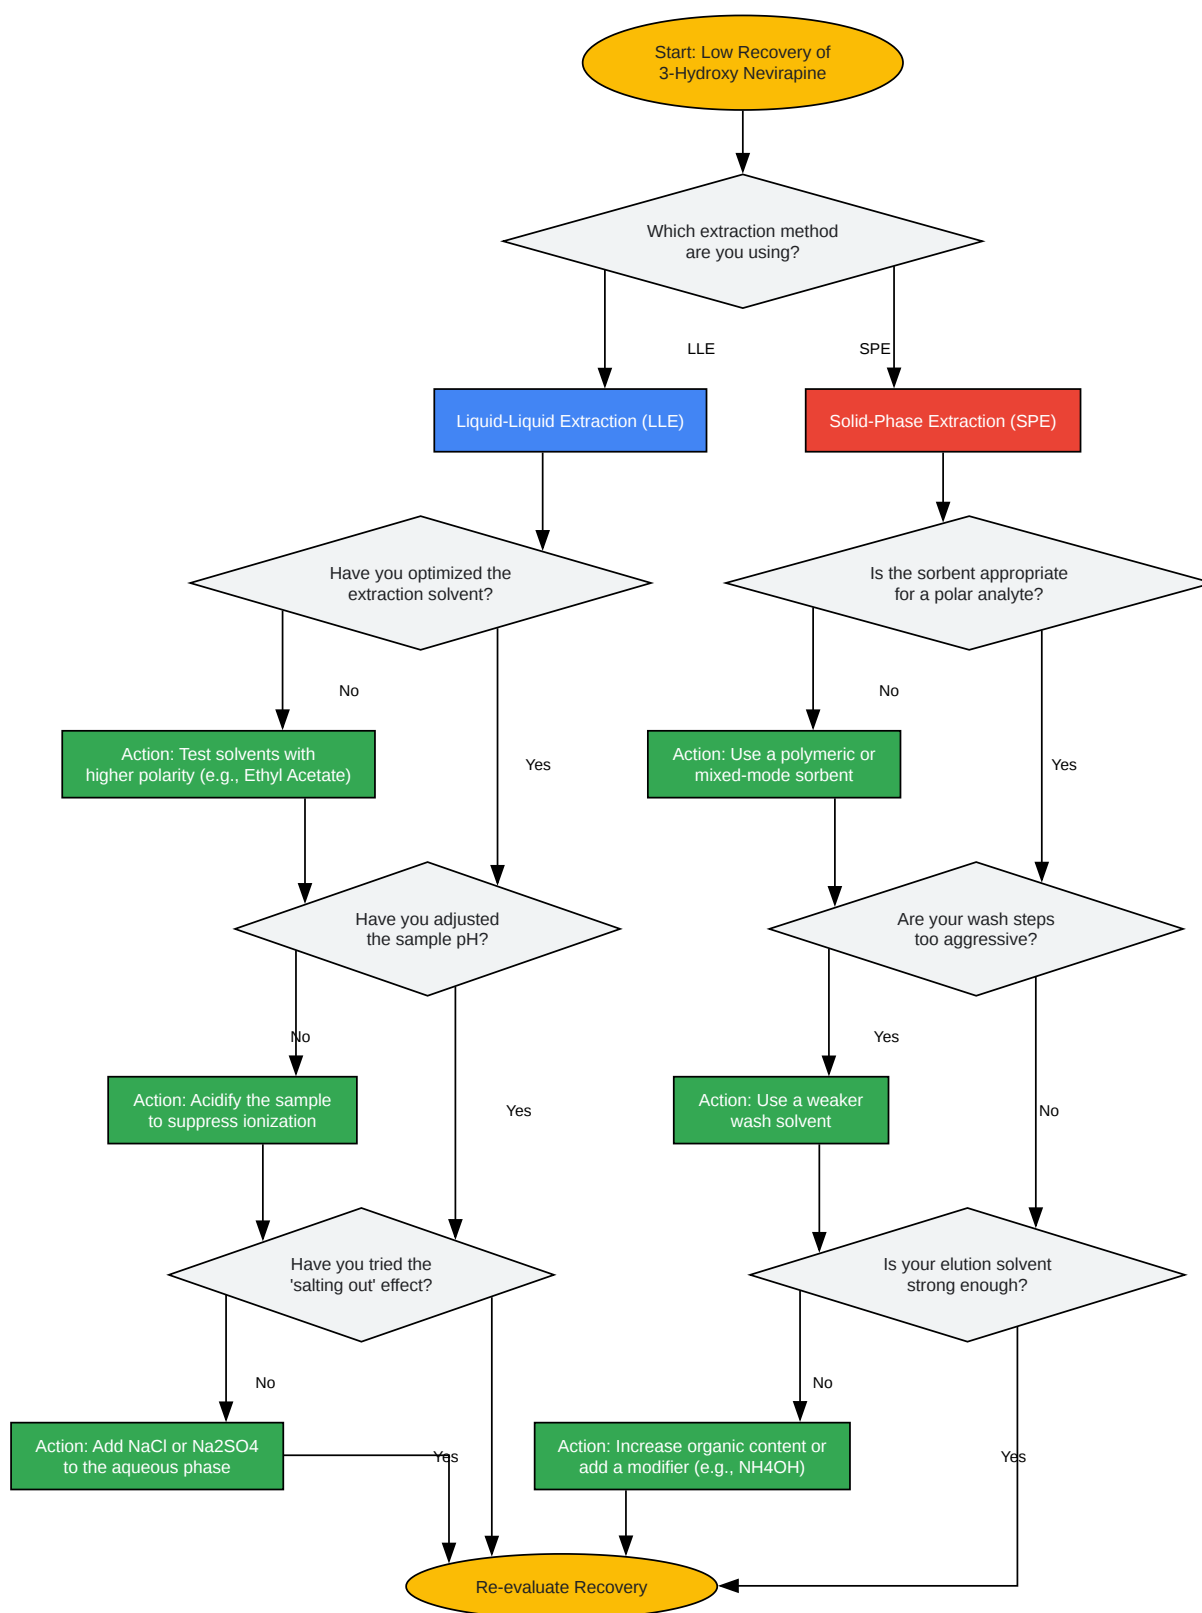 Start: Low Recovery of
3-Hydroxy Nevirapine
Which extraction method
are you using?
LLE
SPE
Liquid-Liquid Extraction (LLE)
Solid-Phase Extraction (SPE)
Have you optimized the
extraction solvent?
Is the sorbent appropriate
for a polar analyte?
No
No
Action: Test solvents with
higher polarity (e.g., Ethyl Acetate)
Yes
Action: Use a polymeric or
mixed-mode sorbent
Yes
Have you adjusted
the sample pH?
Are your wash steps
too aggressive?
No
Yes
Action: Acidify the sample
to suppress ionization
Yes
Action: Use a weaker
wash solvent
No
Have you tried the
'salting out' effect?
Is your elution solvent
strong enough?
No
No
Action: Add NaCl or Na2SO4
to the aqueous phase
Yes
Action: Increase organic content or
add a modifier (e.g., NH4OH)
Yes
Re-evaluate Recovery